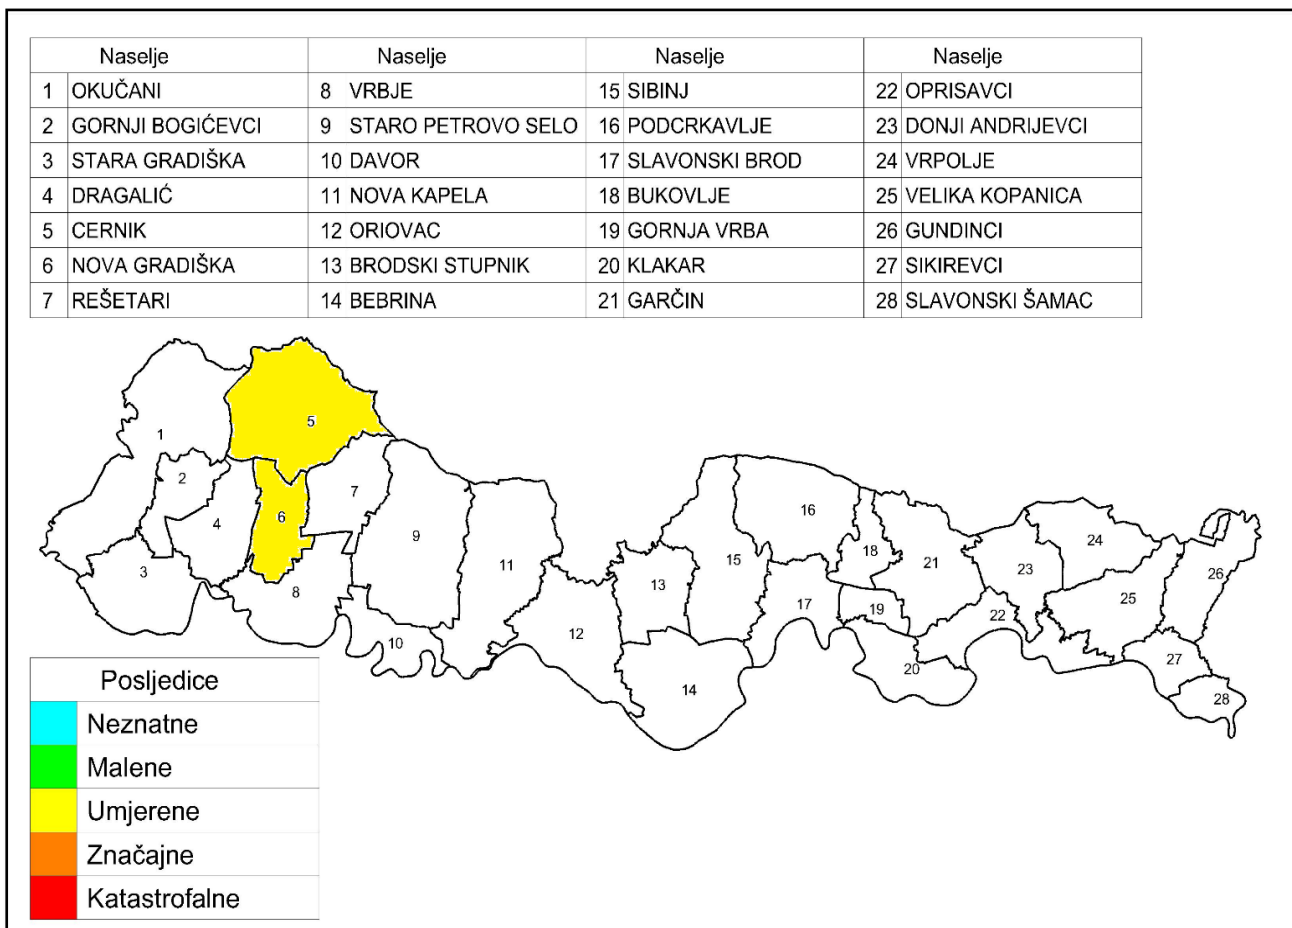 Naselje Naselje Naselje Naselje
1 OKUČANI 8 VRBJE 15 SIBINJ 22 OPRISAVCI
2 GORNJI BOGIĆEVCI 9 STARO PETROVO SELO 16 PODCRKAVLJE 23 DONJI ANDRIJEVCI
3 STARA GRADIŠKA 10 DAVOR 17 SLAVONSKI BROD 24 VRPOLJE
4 DRAGALIĆ 11 NOVA KAPELA 18 BUKOVLJE 25 VELIKA KOPANICA
5 CERNIK 12 ORIOVAC 19 GORNJA VRBA 26 GUNDINCI
6 NOVA GRADIŠKA 13 BRODSKI STUPNIK 20 KLAKAR 27 SIKIREVCI
7 REŠETARI 14 BEBRINA 21 GARČIN 28 SLAVONSKI ŠAMAC
1
2
3
4
5
6
7
8
9
10
11
12
13
14
15
16
17
18
19
20
21
22
23
24
25
26
27
28
Posljedice
Neznatne
Malene
Umjerene
Značajne
Katastrofalne